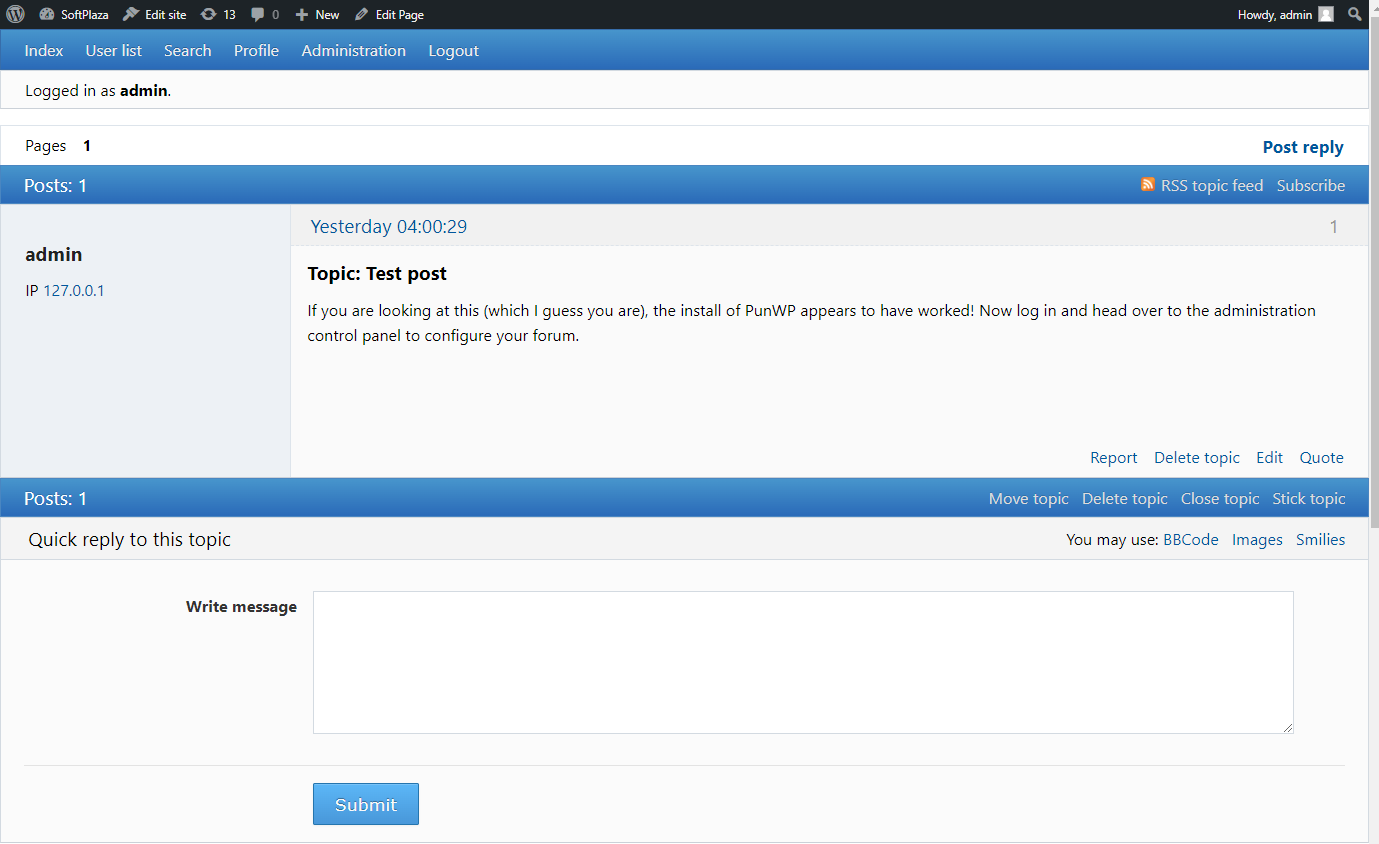 SoftPlaza Edit site 13 0 New Edit Page Howdy, admin
Index User list Search Profile Administration Logout
Logged in as admin.
Pages 1 Post reply
Posts: 1 RSS topic feed Subscribe
Yesterday 04:00:29 1
admin
Topic: Test post
IP 127.0.0.1
If you are looking at this (which I guess you are), the install of PunWP appears to have worked! Now log in and head over to the administration
control panel to configure your forum.
Report Delete topic Edit Quote
Posts: 1 Move topic Delete topic Close topic Stick topic
Quick reply to this topic You may use: BBCode Images Smilies
Write message
Submit